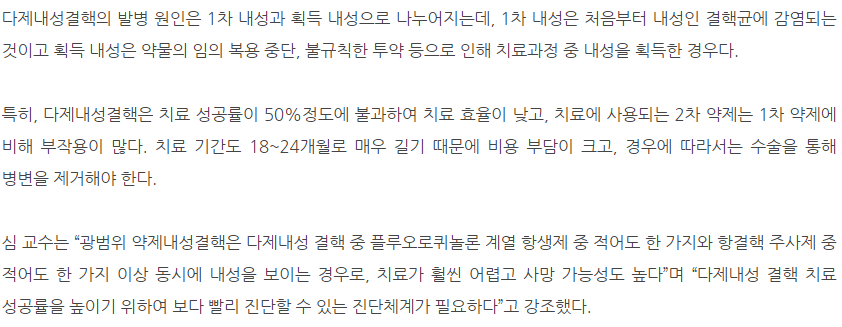 다제내성결핵의 발병 원인은 1차 내성과 획득 내성으로 나누어지는데, 1차 내성은 처음부터 내성인 결핵균에 감염되는
것이고 획득 내성은 약물의 임의 복용 중단, 불규칙한 투약 등으로 인해 치료과정 중 내성을 획득한 경우다.
특히, 다제내성결핵은 치료 성공률이 50%정도에 불과하여 치료 효율이 낮고, 치료에 사용되는 2차 약제는 1차 약제에
비해 부작용이 많다. 치료 기간도 18~24개월로 매우 길기 때문에 비용 부담이 크고, 경우에 따라서는 수술을 통해
병변을 제거해야 한다.
심 교수는 “광범위 약제내성결핵은 다제내성 결핵 중 플루오로퀴놀론 계열 항생제 중 적어도 한 가지와 항결핵 주사제 중
적어도 한 가지 이상 동시에 내성을 보이는 경우로, 치료가 훨씬 어렵고 사망 가능성도 높다”며 “다제내성 결핵 치료
성공률을 높이기 위하여 보다 빨리 진단할 수 있는 진단체계가 필요하다”고 강조했다.